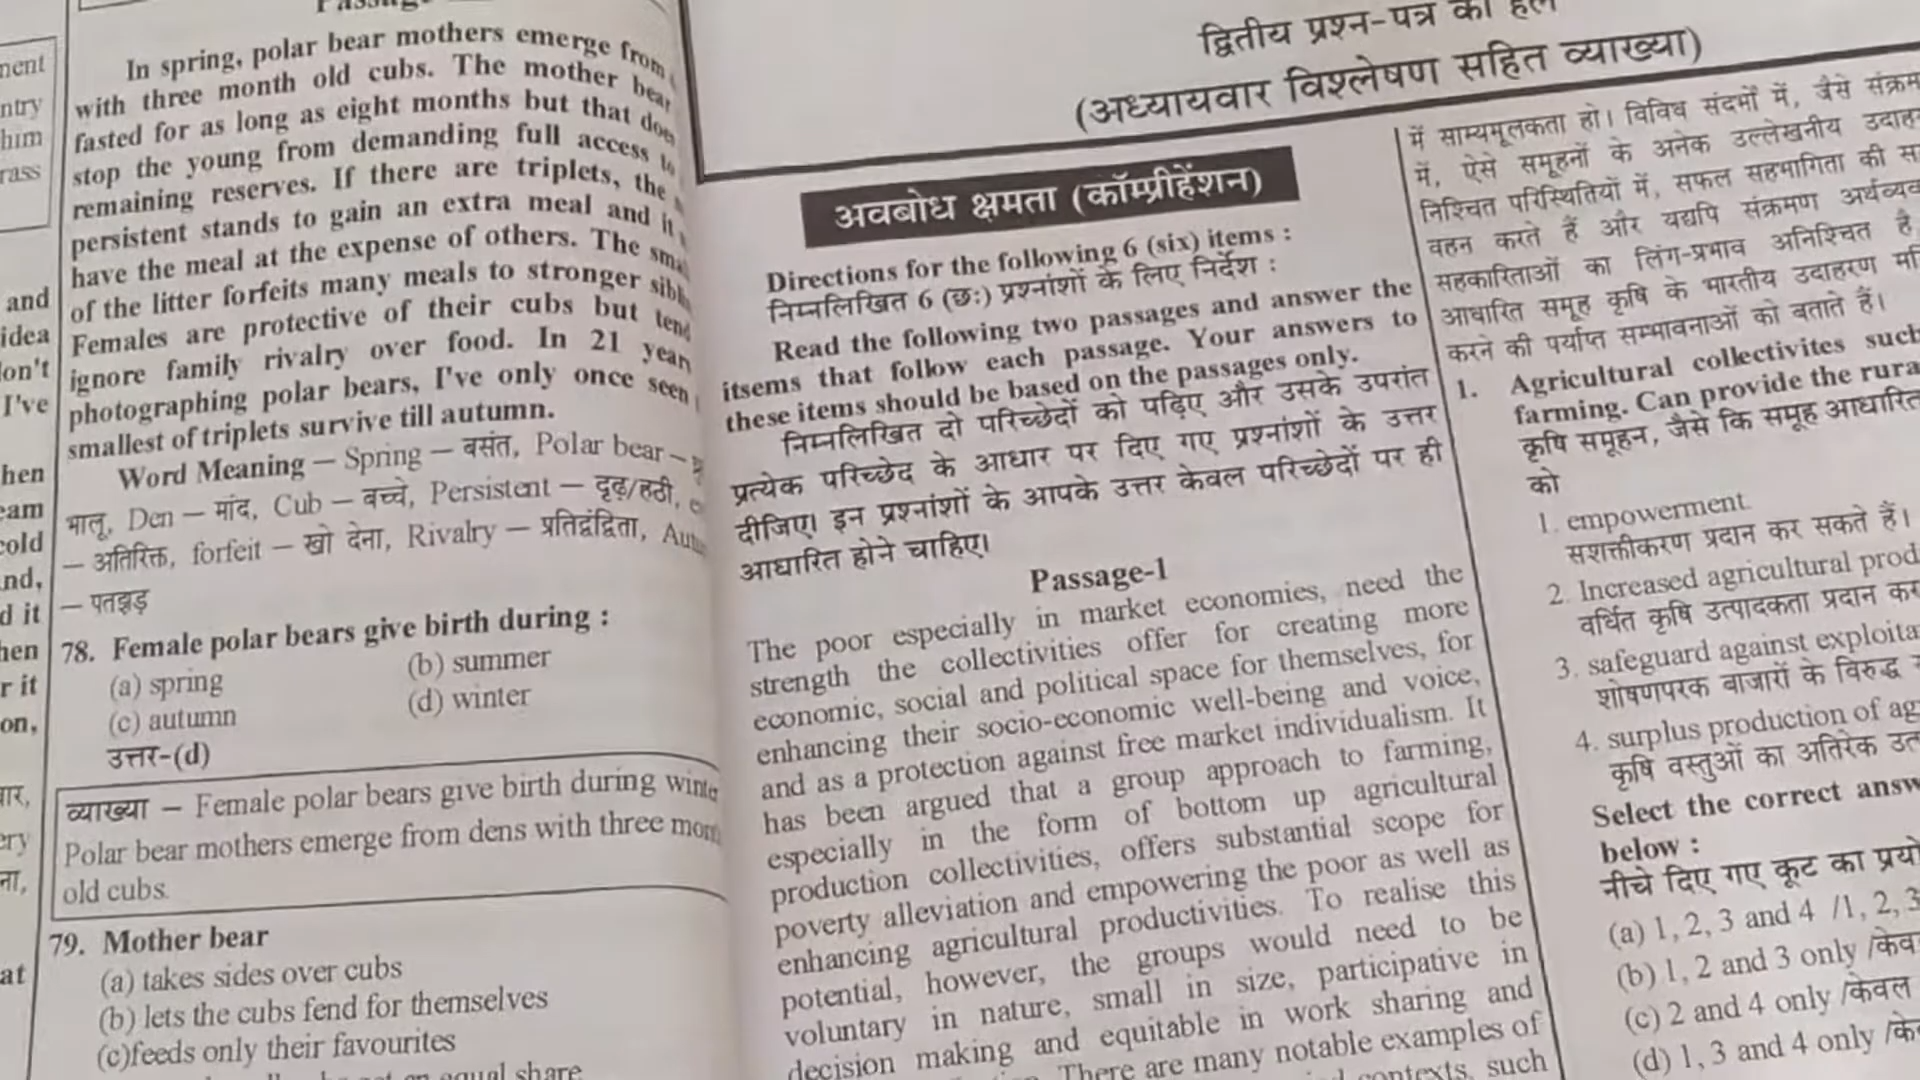 ment
ntry
him
rass
and
idea
on't
I've
hen
cold
nd,
d it
r it
on,
at
In spring, polar bear mothers emerge from
with three month old cubs. The mother bear
fasted for as long as eight months but that does
stop the young from demanding full access to
remaining reserves. If there are triplets, the
persistent stands to gain an extra meal and it
have the meal at the expense of others. The
of the litter forfeits many meals to stronger
Females are protective of their cubs but tend
ignore family rivalry over food. In 21 years
photographing polar bears, I've only once seen
smallest of triplets survive till autumn.
Word Meaning – Spring – बसंत, Polar bear –
भालू, Den – मांद, Cub – बच्चे, Persistent – दृढ़/हठी,
– अतिरिक्त, forfeit – खो देना, Rivalry – प्रतिद्वंद्विता,
– पतझड़
78. Female polar bears give birth during :
(a) spring (b) summer
(c) autumn (d) winter
उत्तर-(d)
व्याख्या – Female polar bears give birth during
Polar bear mothers emerge from dens with three
old cubs.
79. Mother bear
(a) takes sides over cubs
(b) lets the cubs fend for themselves
(c)feeds only their favourites
equal share
द्वितीय प्रश्न-पत्र का हल
(अध्यायवार विश्लेषण सहित व्याख्या)
अवबोध क्षमता (कॉम्प्रीहेंशन)
Directions for the following 6 (six) items :
निम्नलिखित 6 (छः) प्रश्नांशों के लिए निर्देश :
Read the following two passages and answer the
itsems that follow each passage. Your answers to
these items should be based on the passages only.
निम्नलिखित दो परिच्छेदों को पढ़िए और उसके उपरांत
प्रत्येक परिच्छेद के आधार पर दिए गए प्रश्नांशों के उत्तर
दीजिए। इन प्रश्नांशों के आपके उत्तर केवल परिच्छेदों पर ही
आधारित होने चाहिए।
Passage-1
The poor especially in market economies, need the
strength the collectivities offer for creating more
economic, social and political space for themselves, for
enhancing their socio-economic well-being and voice,
and as a protection against free market individualism. It
has been argued that a group approach to farming,
especially in the form of bottom up agricultural
production collectivities, offers substantial scope for
poverty alleviation and empowering the poor as well as
enhancing agricultural productivities. To realise this
potential, however, the groups would need to be
voluntary in nature, small in size, participative in
decision making and equitable in work sharing and
There are many notable examples of
contexts, such
में साम्यमूलकता हो। विविध संदर्भों में, जैसे
में, ऐसे समूहनों के अनेक उल्लेखनीय
निश्चित परिस्थितियों में, सफल सहभागिता की
वहन करते हैं और यद्यपि संक्रमण
सहकारिताओं का लिंग-प्रभाव अनिश्चित है,
आधारित समूह कृषि के भारतीय उदाहरण
करने की पर्याप्त सम्भावनाओं को बताते हैं।
1. Agricultural collectivites such
farming. Can provide the
कृषि समूहन, जैसे कि समूह आधारित
को
1. empowerment
सशक्तीकरण प्रदान कर सकते हैं।
2. Increased agricultural
वर्धित कृषि उत्पादकता प्रदान कर
3. safeguard against
शोषणपरक बाजारों के विरुद्ध
4. surplus production of
कृषि वस्तुओं का अतिरेक
Select the correct
below :
नीचे दिए गए कूट का
(a) 1, 2, 3 and 4 /1, 2, 3
(b) 1, 2 and 3 only /केवल
(c) 2 and 4 only /केवल
(d) 1, 3 and 4 only